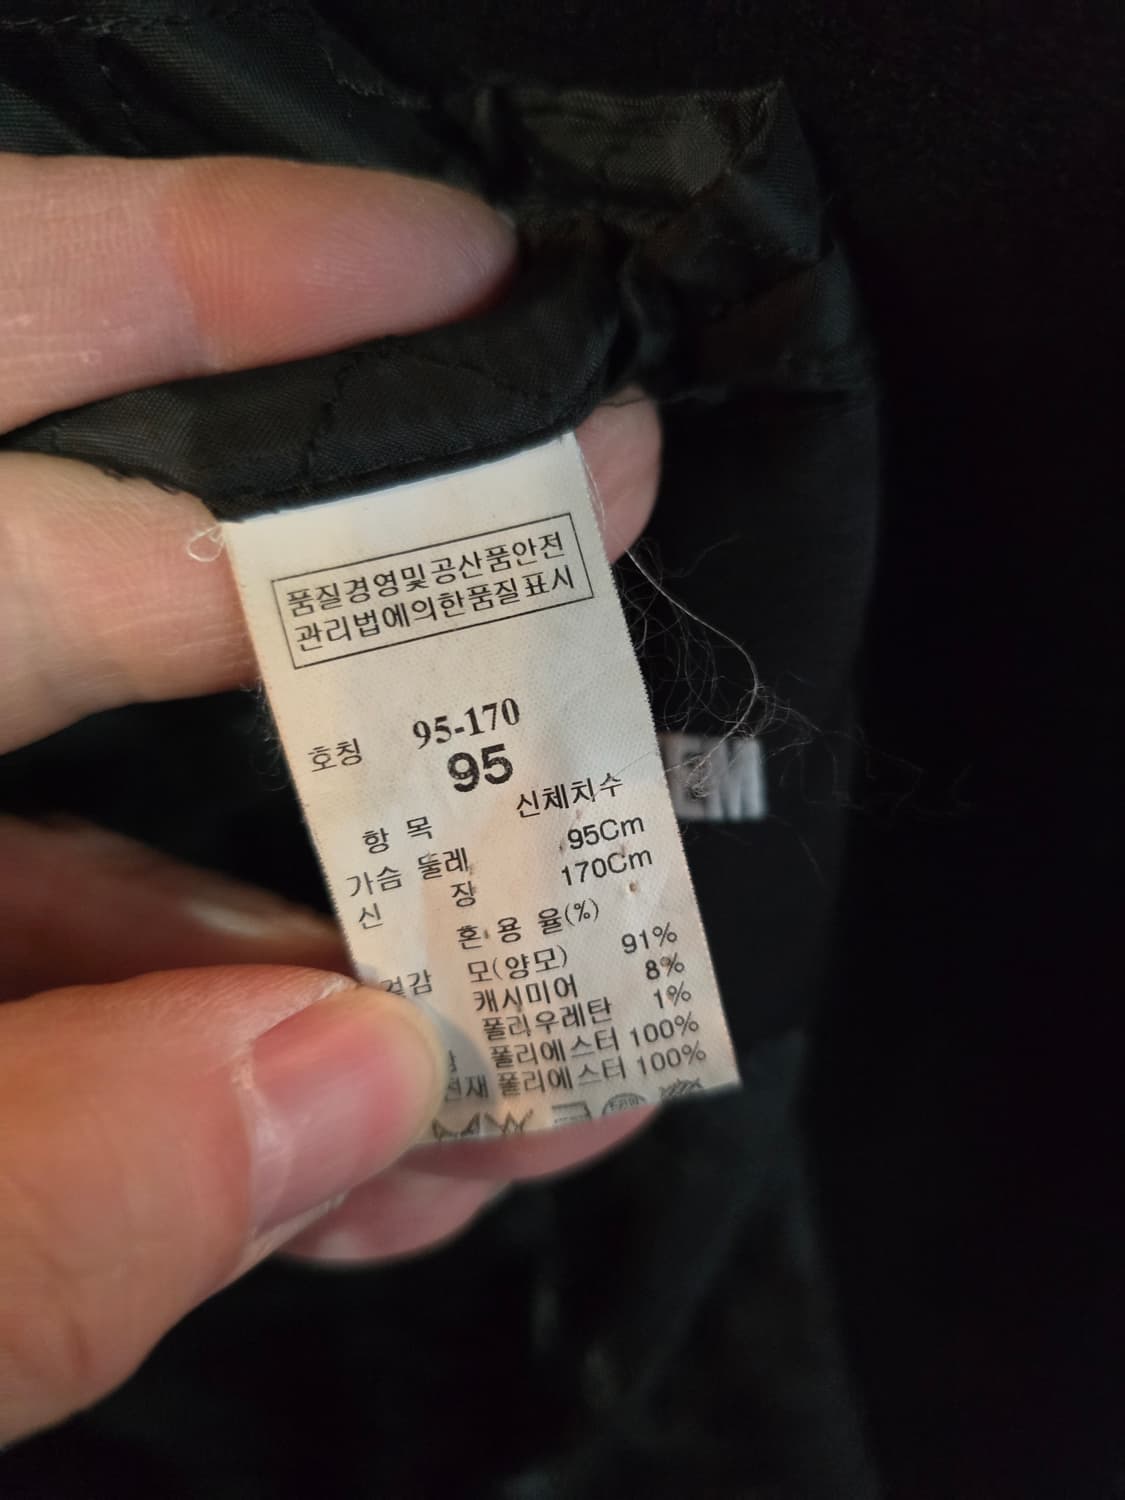 품질경영및공산품안전
관리법에의한품질표시
호칭 95-170
95
항 목 신체치수
가슴 둘레 95Cm
신 장 170Cm
혼 용 율(%)
겉감 모(양모) 91%
캐시미어 8%
폴리우레탄 1%
폴리에스터 100%
폴리에스터 100%